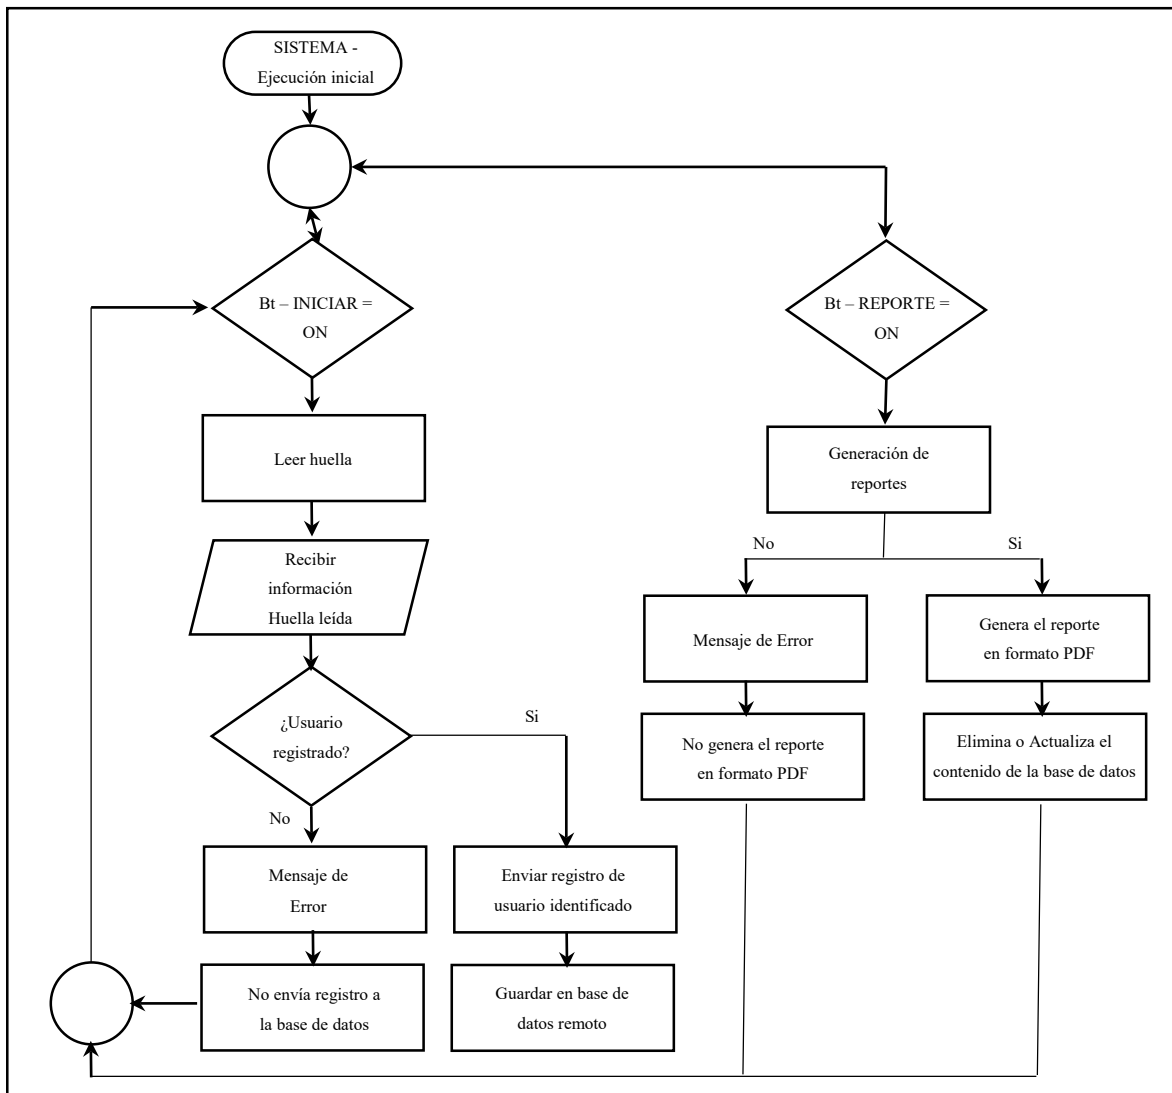 SISTEMA -
Ejecución inicial
Bt – INICIAR =
ON
Bt – REPORTE =
ON
Leer huella
Generación de
reportes
Recibir
información
Huella leída
No
Si
Mensaje de Error
Genera el reporte
en formato PDF
¿Usuario
registrado?
Si
No
No genera el reporte
en formato PDF
Elimina o Actualiza el
contenido de la base de datos
Mensaje de
Error
Enviar registro de
usuario identificado
No envía registro a
la base de datos
Guardar en base de
datos remoto